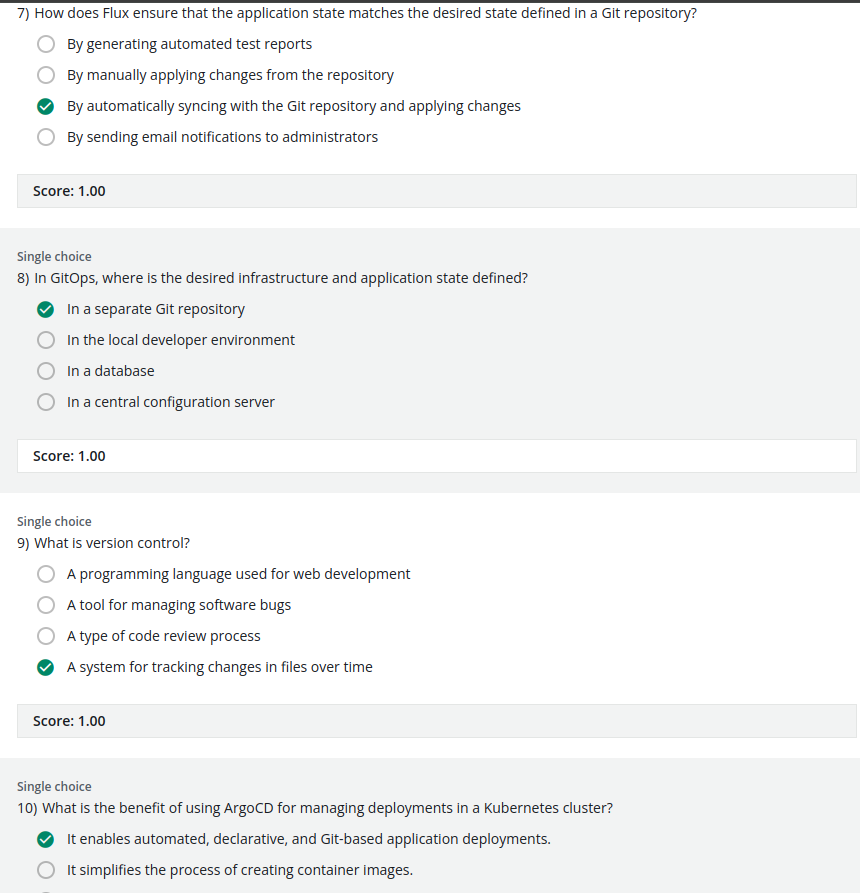 7) How does Flux ensure that the application state matches the desired state defined in a Git repository?
By generating automated test reports
By manually applying changes from the repository
By automatically syncing with the Git repository and applying changes
By sending email notifications to administrators
Score: 1.00
Single choice
8) In GitOps, where is the desired infrastructure and application state defined?
In a separate Git repository
In the local developer environment
In a database
In a central configuration server
Score: 1.00
Single choice
9) What is version control?
A programming language used for web development
A tool for managing software bugs
A type of code review process
A system for tracking changes in files over time
Score: 1.00
Single choice
10) What is the benefit of using ArgoCD for managing deployments in a Kubernetes cluster?
It enables automated, declarative, and Git-based application deployments.
It simplifies the process of creating container images.